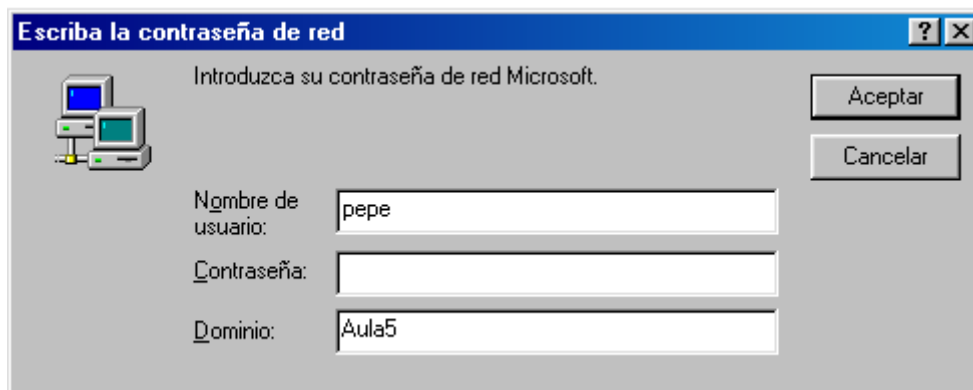 Escriba la contraseña de red
Introduzca su contraseña de red Microsoft.
Aceptar
Cancelar
Nombre de
usuario:
pepe
Contraseña:
Dominio:
Aula5